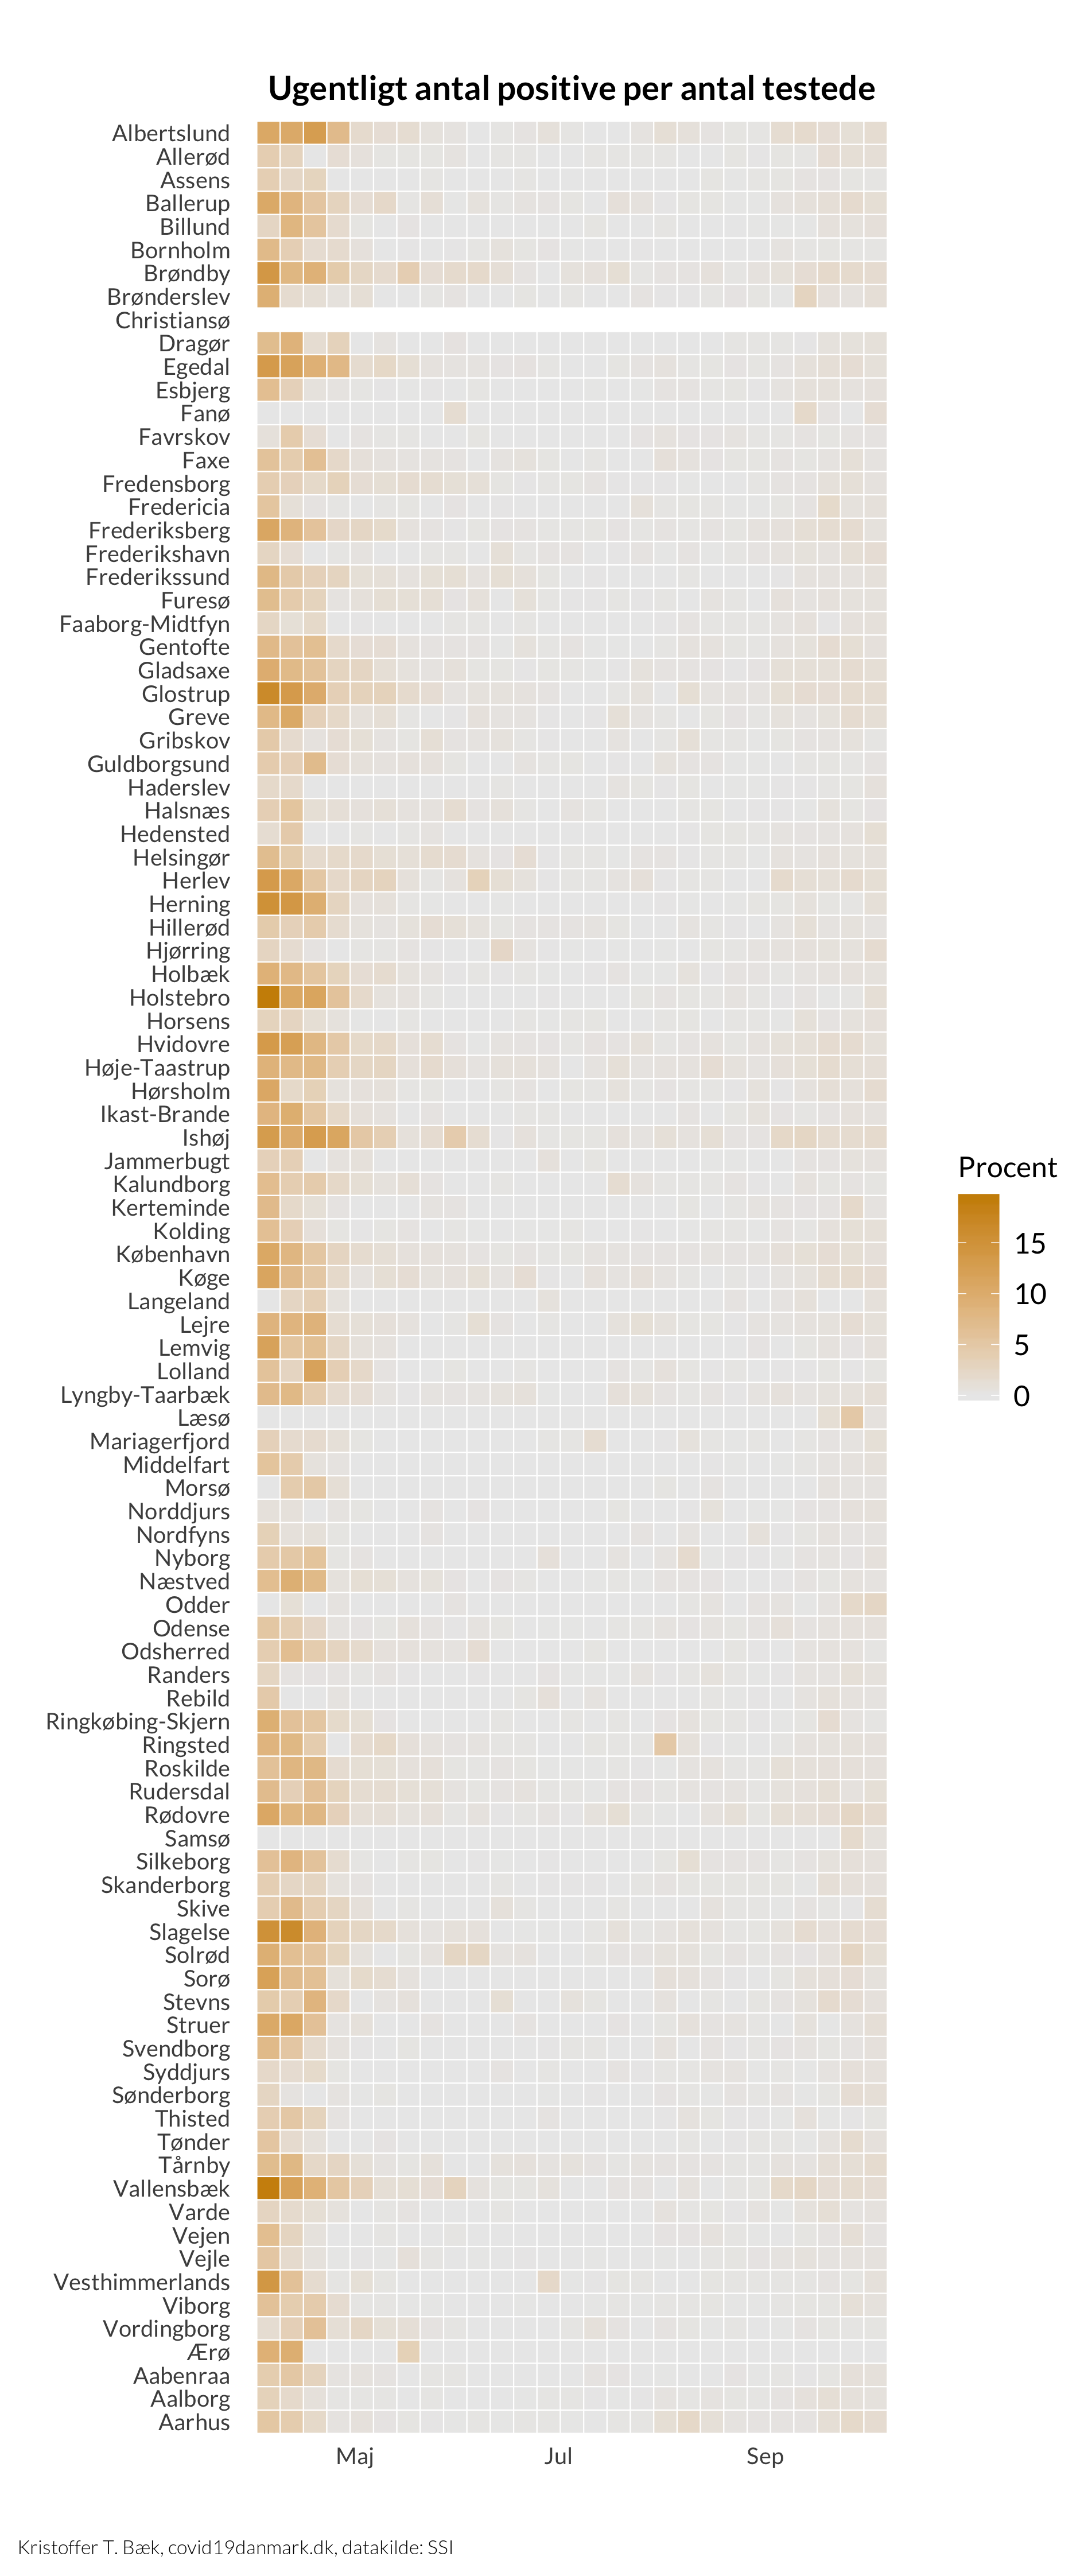 Ugentligt antal positive per antal testede
Albertslund
Allerød
Assens
Ballerup
Billund
Bornholm
Brøndby
Brønderslev
Christiansø
Dragør
Egedal
Esbjerg
Fanø
Favrskov
Faxe
Fredensborg
Fredericia
Frederiksberg
Frederikshavn
Frederikssund
Furesø
Faaborg-Midtfyn
Gentofte
Gladsaxe
Glostrup
Greve
Gribskov
Guldborgsund
Haderslev
Halsnæs
Hedensted
Helsingør
Herlev
Herning
Hillerød
Hjørring
Holbæk
Holstebro
Horsens
Hvidovre
Høje-Taastrup
Hørsholm
Ikast-Brande
Ishøj
Jammerbugt
Kalundborg
Kerteminde
Kolding
København
Køge
Langeland
Lejre
Lemvig
Lolland
Lyngby-Taarbæk
Læsø
Mariagerfjord
Middelfart
Morsø
Norddjurs
Nordfyns
Nyborg
Næstved
Odder
Odense
Odsherred
Randers
Rebild
Ringkøbing-Skjern
Ringsted
Roskilde
Rudersdal
Rødovre
Samsø
Silkeborg
Skanderborg
Skive
Slagelse
Solrød
Sorø
Stevns
Struer
Svendborg
Syddjurs
Sønderborg
Thisted
Tønder
Tårnby
Vallensbæk
Varde
Vejen
Vejle
Vesthimmerlands
Viborg
Vordingborg
Ærø
Aabenraa
Aalborg
Aarhus
Maj Jul Sep
Procent
15
10
5
0
Kristoffer T. Bæk, covid19danmark.dk, datakilde: SSI